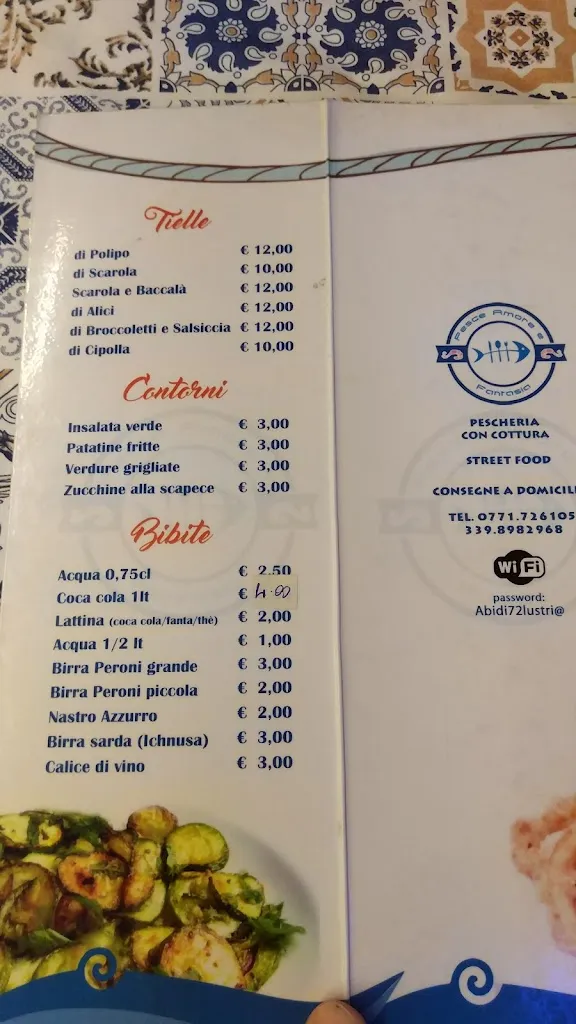 Tielle
di Polipo € 12,00
di Scarola € 10,00
Scarola e Baccalà € 12,00
di Alici € 12,00
di Broccoletti e Salsiccia € 12,00
di Cipolla € 10,00
Contorni
Insalata verde € 3,00
Patatine fritte € 3,00
Verdure grigliate € 3,00
Zucchine alla scapece € 3,00
Bibite
Acqua 0,75cl € 2,50
Coca cola 1lt € 4.00
Lattina (coca cola/fanta/thè) € 2,00
Acqua 1/2 lt € 1,00
Birra Peroni grande € 3,00
Birra Peroni piccola € 2,00
Nastro Azzurro € 2,00
Birra sarda (Ichnusa) € 3,00
Calice di vino € 3,00
Pesce Amore e
Fantasia
PESCHERIA
CON COTTURA
STREET FOOD
CONSEGNE A DOMICILI
TEL. 0771.726105
339.8982968
WiFi
password:
Abidi72lustri@